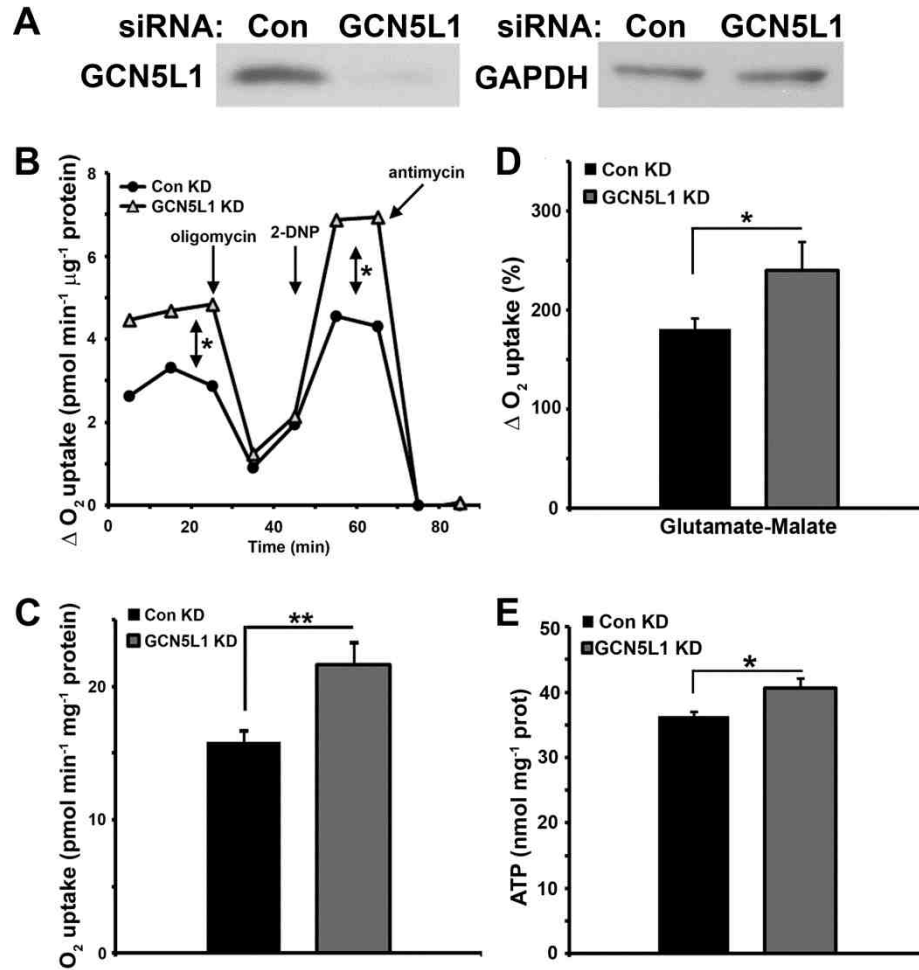 A
siRNA: Con GCN5L1
GCN5L1
siRNA: Con GCN5L1
GAPDH
B
Δ O₂ uptake (pmol min⁻¹ μg⁻¹ protein)
8
6
4
2
0
Con KD
GCN5L1 KD
oligomycin
2-DNP
antimycin
*
*
0 20 40 60 80
Time (min)
D
Δ O₂ uptake (%)
300
200
100
0
Con KD
GCN5L1 KD
*
Glutamate-Malate
C
O₂ uptake (pmol min⁻¹ mg⁻¹ protein)
20
10
0
Con KD
GCN5L1 KD
**
E
ATP (nmol mg⁻¹ prot)
50
40
30
20
10
0
Con KD
GCN5L1 KD
*